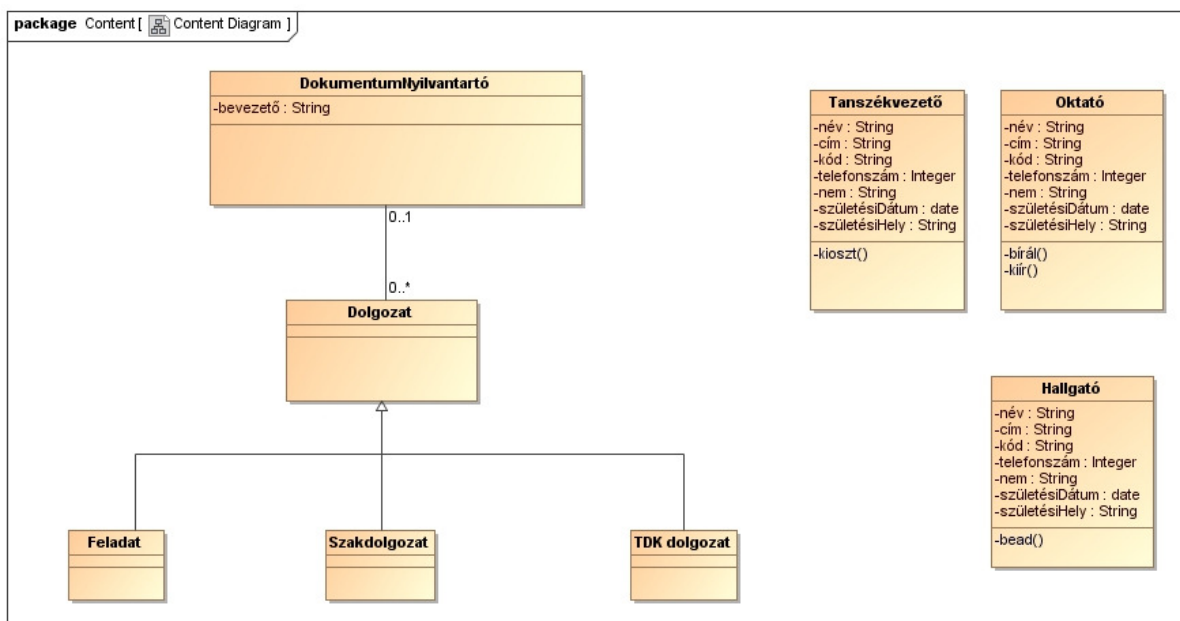 package Content [ Content Diagram ]
DokumentumNyilvantartó
-bevezető : String
0..1
0..*
Dolgozat
Feladat
Szakdolgozat
TDK dolgozat
Tanszékvezető
-név : String
-cím : String
-kód : String
-telefonszám : Integer
-nem : String
-születésiDátum : date
-születésiHely : String
-kioszt()
Oktató
-név : String
-cím : String
-kód : String
-telefonszám : Integer
-nem : String
-születésiDátum : date
-születésiHely : String
-bírál()
-kiír()
Hallgató
-név : String
-cím : String
-kód : String
-telefonszám : Integer
-nem : String
-születésiDátum : date
-születésiHely : String
-bead()